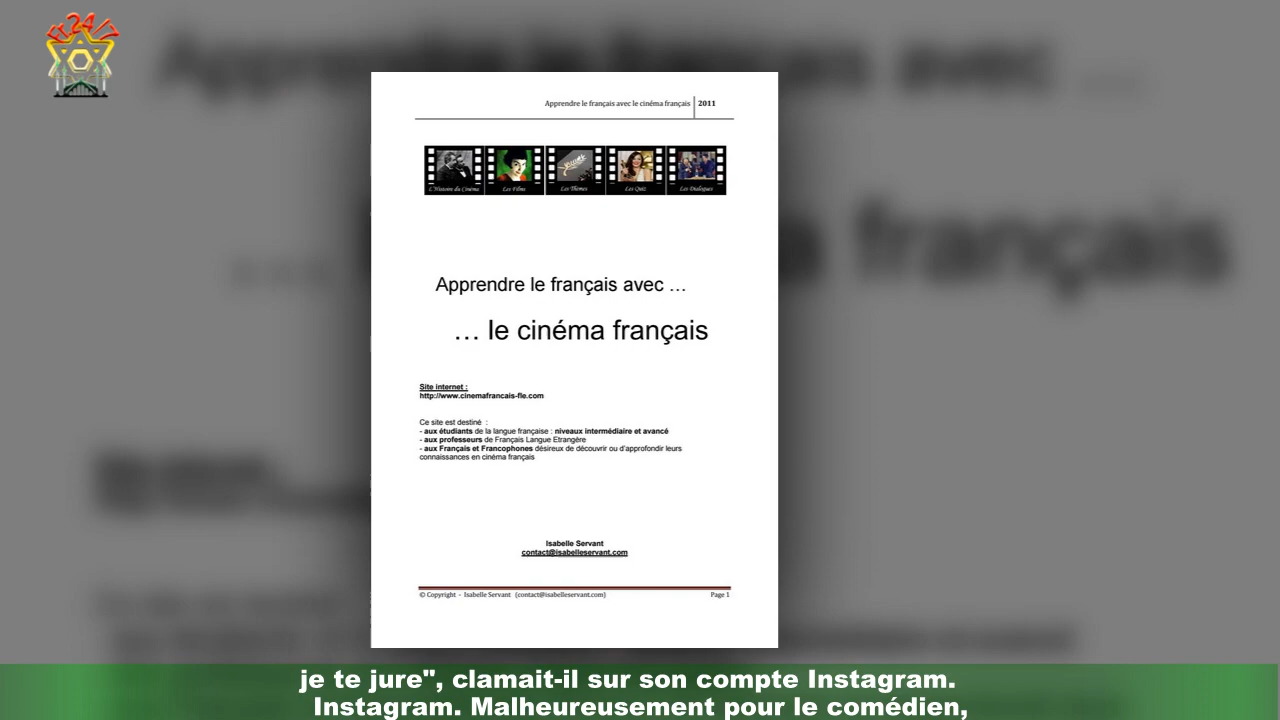 Fr24/7
Apprendre le français avec le cinéma français 2011
L'Histoire du Cinéma Les Films Les Thèmes Les Quiz Les Dialogues
Apprendre le français avec …
… le cinéma français
Site internet :
http://www.cinemafrancais-fle.com
Ce site est destiné :
- aux étudiants de la langue française : niveaux intermédiaire et avancé
- aux professeurs de Français Langue Etrangère
- aux Français et Francophones désireux de découvrir ou d'approfondir leurs
connaissances en cinéma français
Isabelle Servant
contact@isabelleservant.com
© Copyright - Isabelle Servant (contact@isabelleservant.com) Page 1
je te jure", clamait-il sur son compte Instagram.
Instagram. Malheureusement pour le comédien,